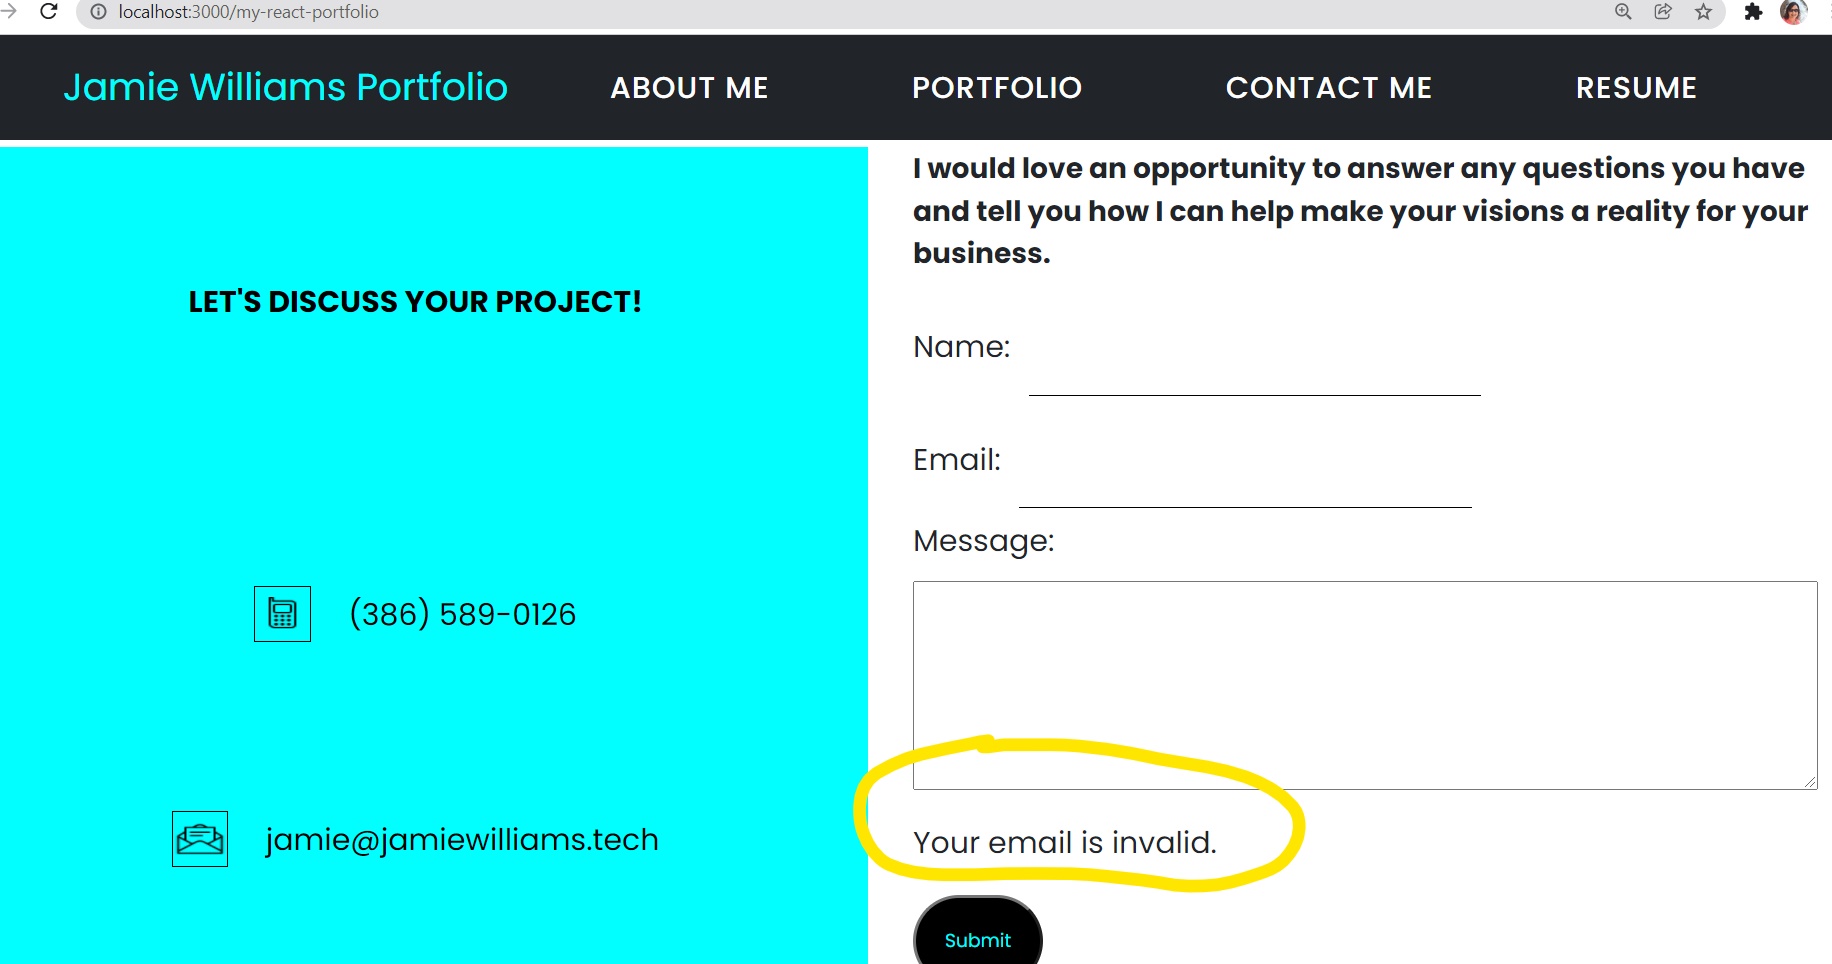 localhost:3000/my-react-portfolio
Jamie Williams Portfolio
ABOUT ME
PORTFOLIO
CONTACT ME
RESUME
LET'S DISCUSS YOUR PROJECT!
(386) 589-0126
jamie@jamiewilliams.tech
I would love an opportunity to answer any questions you have
and tell you how I can help make your visions a reality for your
business.
Name:
Email:
Message:
Your email is invalid.
Submit